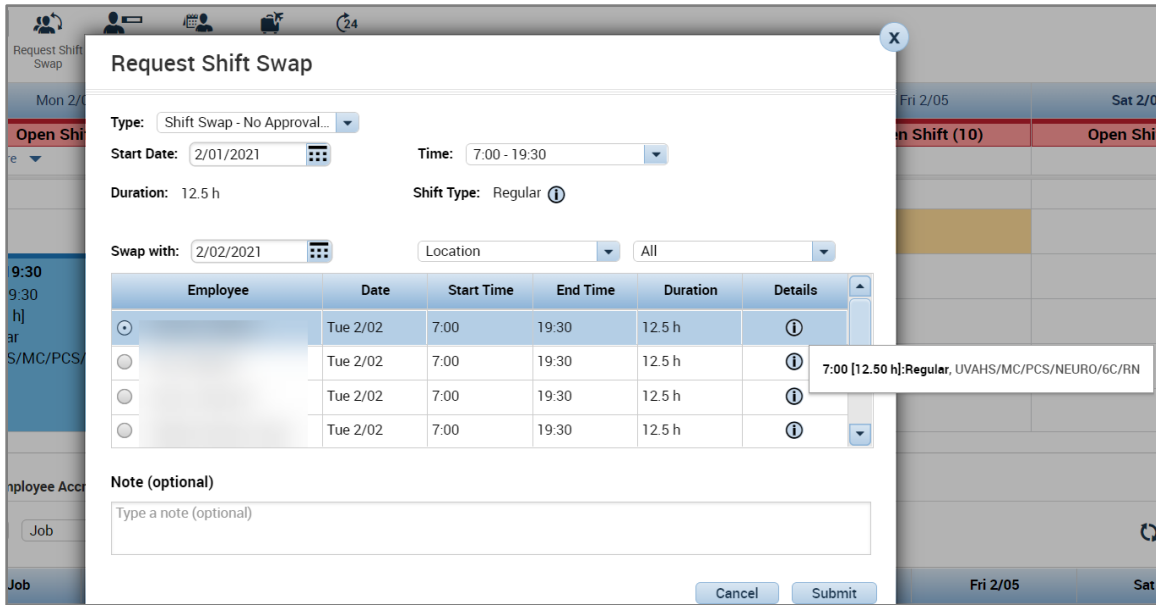 24
Request Shift
Swap
X
Request Shift Swap
Mon 2/0
Fri 2/05
Sat 2/0
Type: Shift Swap - No Approval...
Open Shi
n Shift (10)
Open Shi
re
Start Date: 2/01/2021 Time: 7:00 - 19:30
Duration: 12.5 h Shift Type: Regular
Swap with: 2/02/2021 Location All
9:30
9:30
h]
ar
S/MC/PCS/
Employee Date Start Time End Time Duration Details
Tue 2/02 7:00 19:30 12.5 h
Tue 2/02 7:00 19:30 12.5 h
7:00 [12.50 h]:Regular, UVAHS/MC/PCS/NEURO/6C/RN
Tue 2/02 7:00 19:30 12.5 h
Tue 2/02 7:00 19:30 12.5 h
Note (optional)
Type a note (optional)
mployee Accr
Job
Job
Fri 2/05
Sat
Cancel Submit